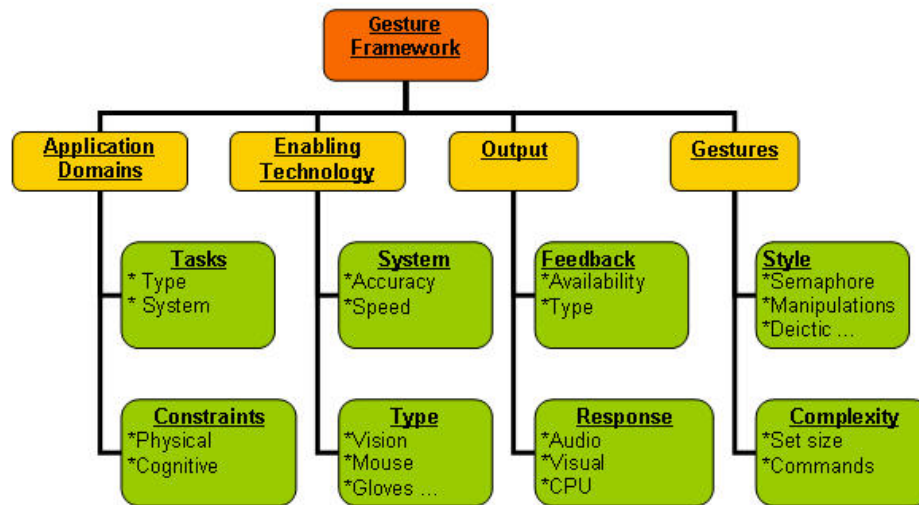 Gesture
Framework
Application
Domains
Enabling
Technology
Output
Gestures
Tasks
* Type
* System
System
*Accuracy
*Speed
Feedback
*Availability
*Type
Style
*Semaphore
*Manipulations
*Deictic ...
Constraints
*Physical
*Cognitive
Type
*Vision
*Mouse
*Gloves ...
Response
*Audio
*Visual
*CPU
Complexity
*Set size
*Commands